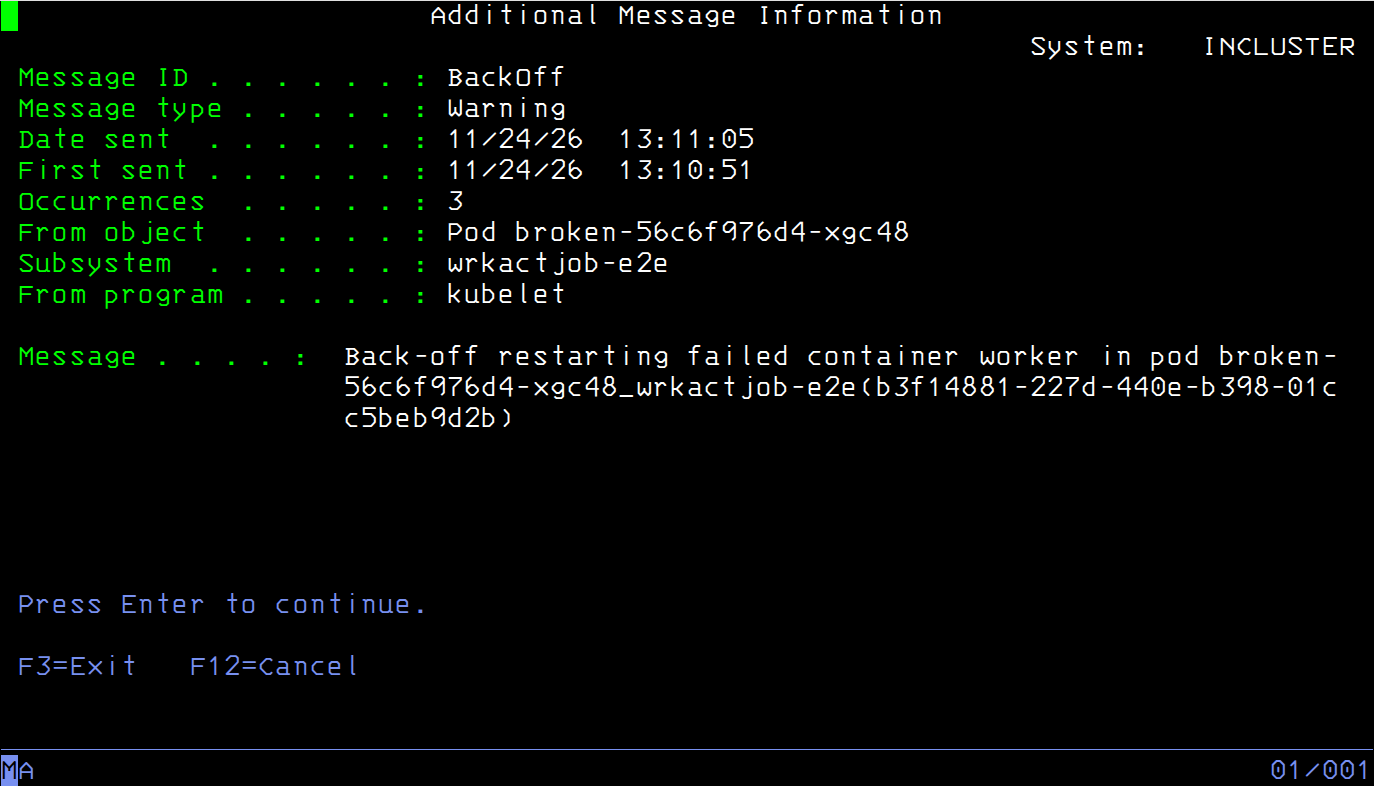 Additional Message Information
System:   INCLUSTER
Message ID . . . . . . : BackOff
Message type . . . . . : Warning
Date sent  . . . . . . : 11/24/26  13:11:05
First sent . . . . . . : 11/24/26  13:10:51
Occurrences  . . . . . : 3
From object  . . . . . : Pod broken-56c6f976d4-xgc48
Subsystem  . . . . . . : wrkactjob-e2e
From program . . . . . : kubelet
Message . . . . :  Back-off restarting failed container worker in pod broken-
56c6f976d4-xgc48_wrkactjob-e2e(b3f14881-227d-440e-b398-01c
c5beb9d2b)
Press Enter to continue.
F3=Exit   F12=Cancel
MA 01/001